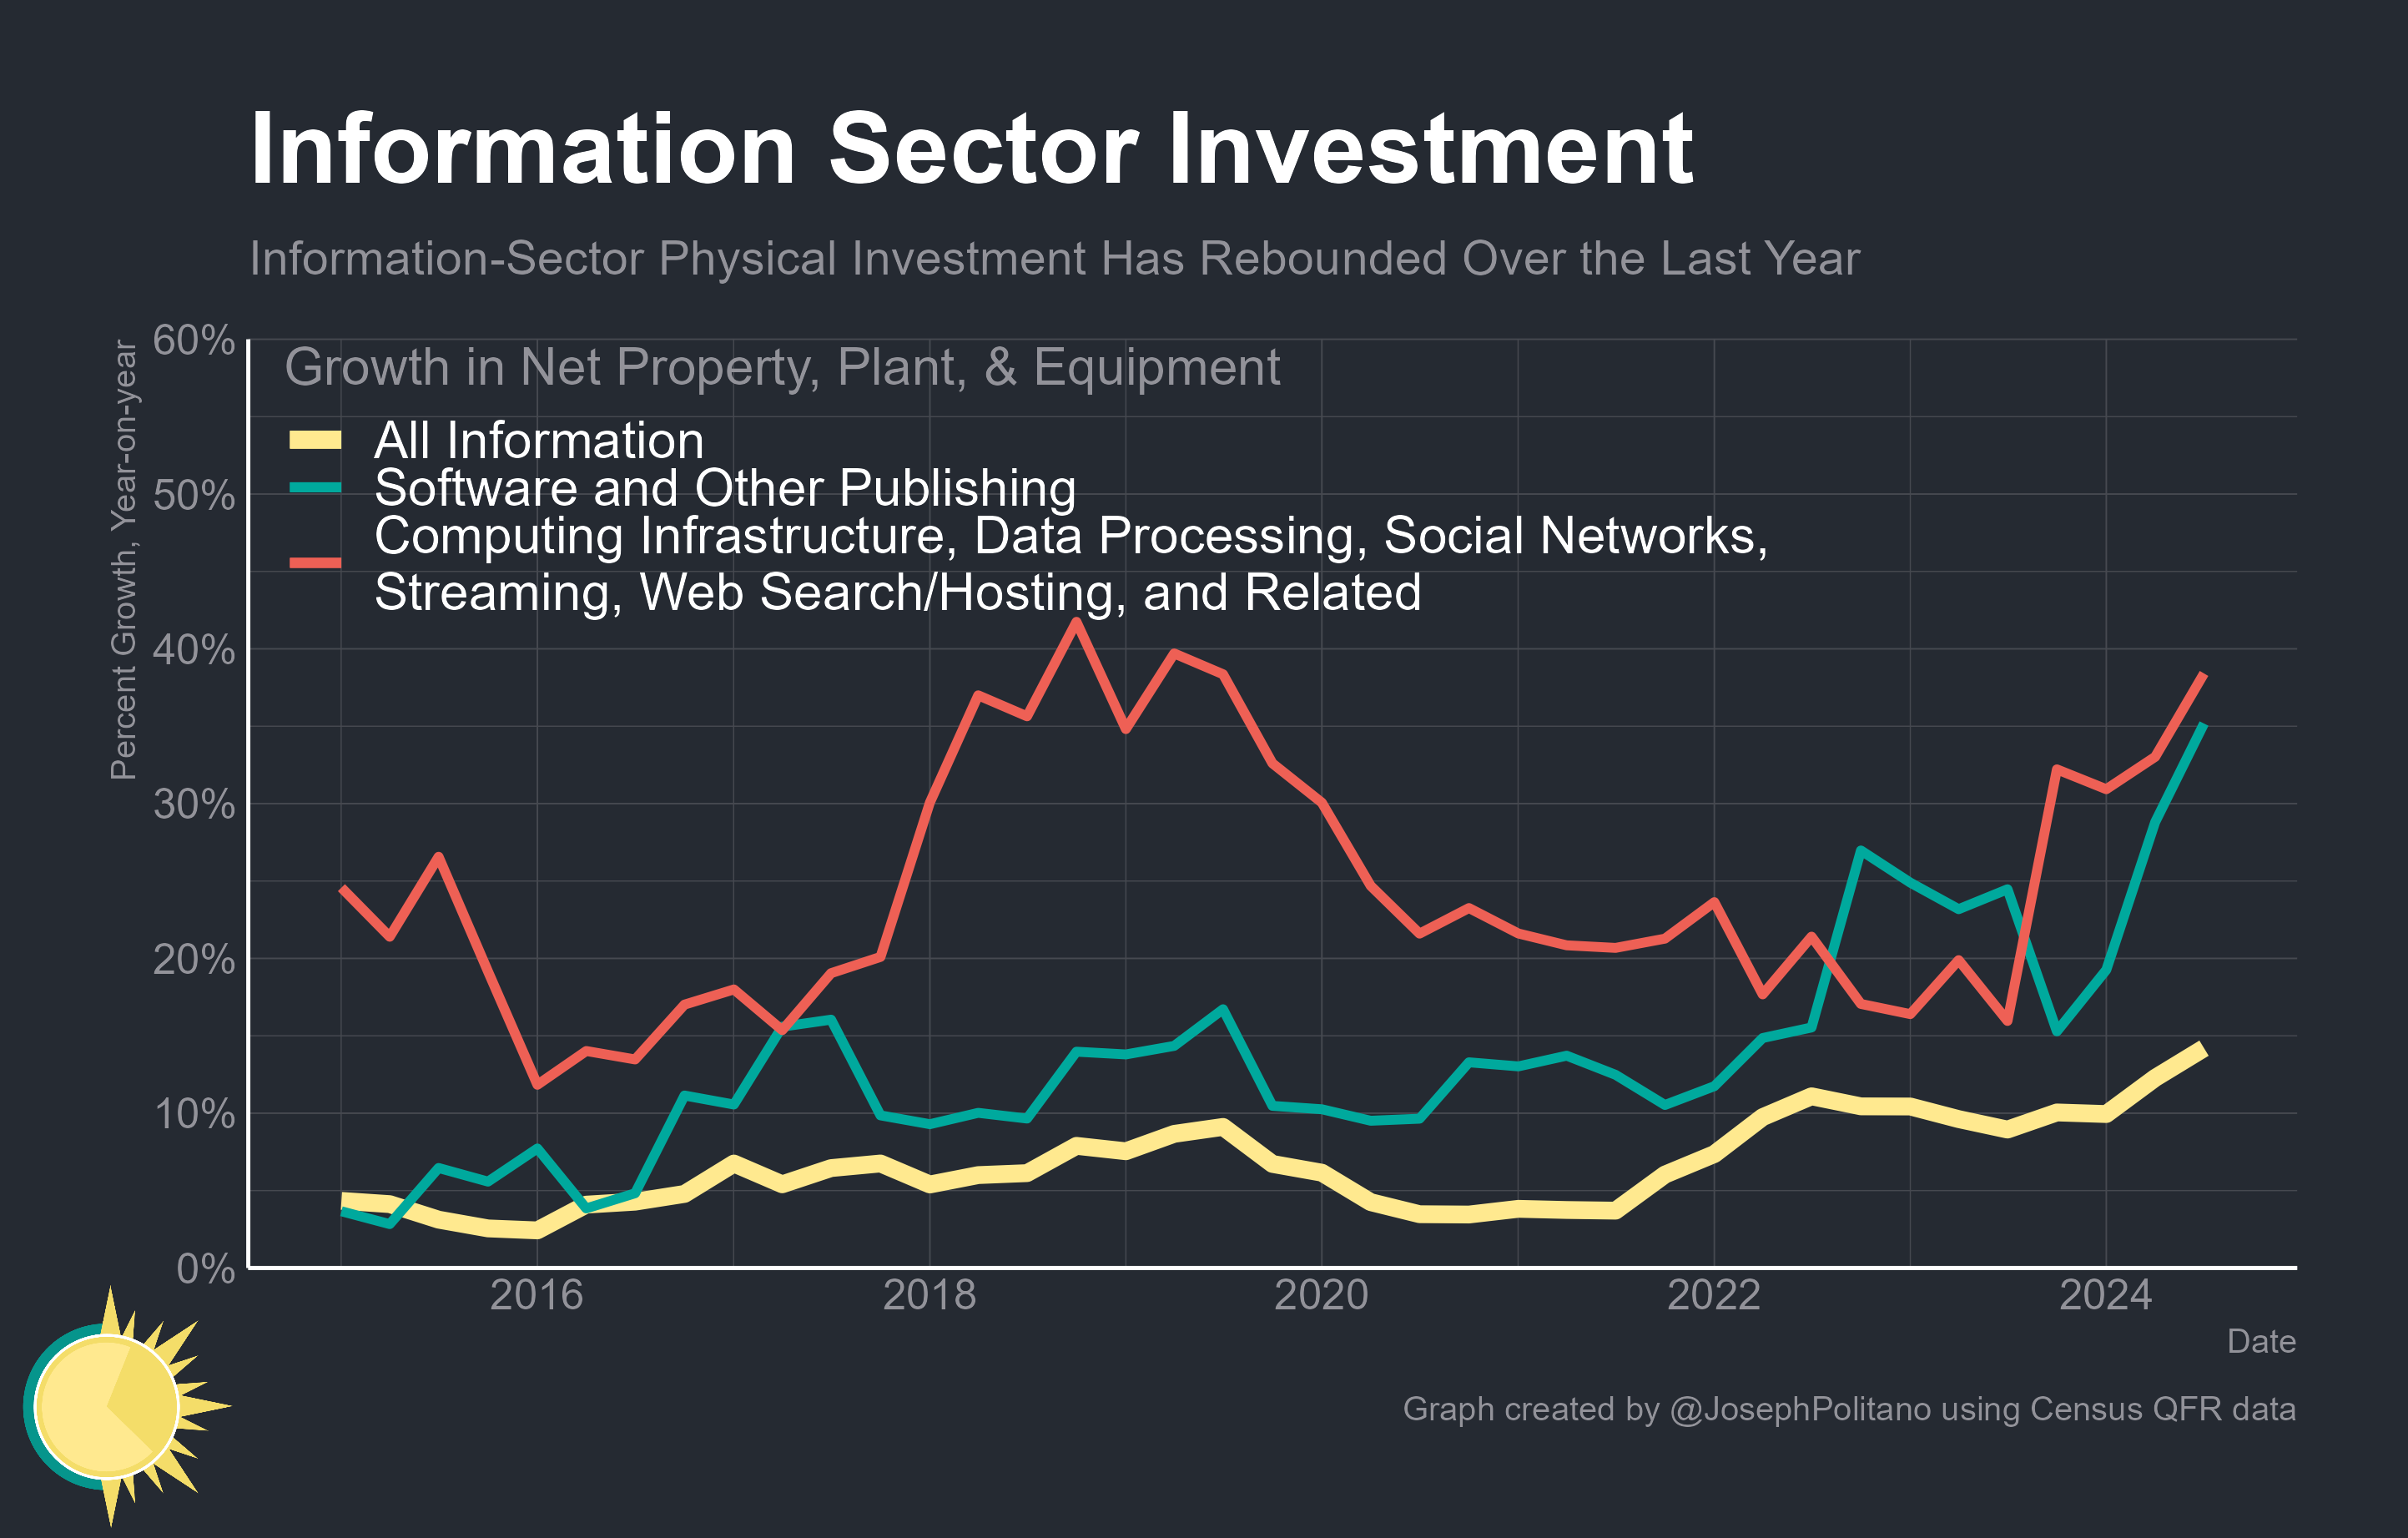 Information Sector Investment
Information-Sector Physical Investment Has Rebounded Over the Last Year
Percent Growth, Year-on-year
60%
50%
40%
30%
20%
10%
0%
Growth in Net Property, Plant, & Equipment
All Information
Software and Other Publishing
Computing Infrastructure, Data Processing, Social Networks,
Streaming, Web Search/Hosting, and Related
2016 2018 2020 2022 2024
Date
Graph created by @JosephPolitano using Census QFR data